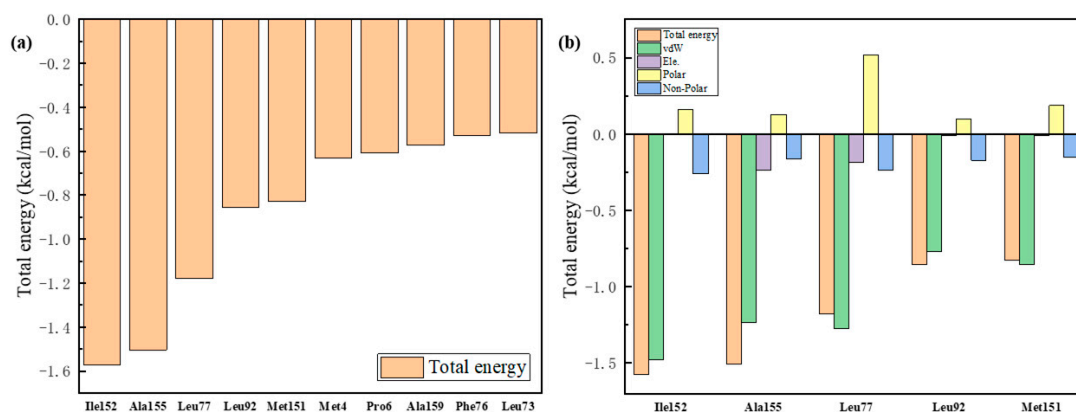 (a)
Total energy (kcal/mol)
0.0
−0.2
−0.4
−0.6
−0.8
−1.0
−1.2
−1.4
−1.6
Total energy
Ile152 Ala155 Leu77 Leu92 Met151 Met4 Pro6 Ala159 Phe76 Leu73
(b)
Total energy (kcal/mol)
Total energy
vdW
Ele.
Polar
Non-Polar
0.5
0.0
−0.5
−1.0
−1.5
Ile152 Ala155 Leu77 Leu92 Met151